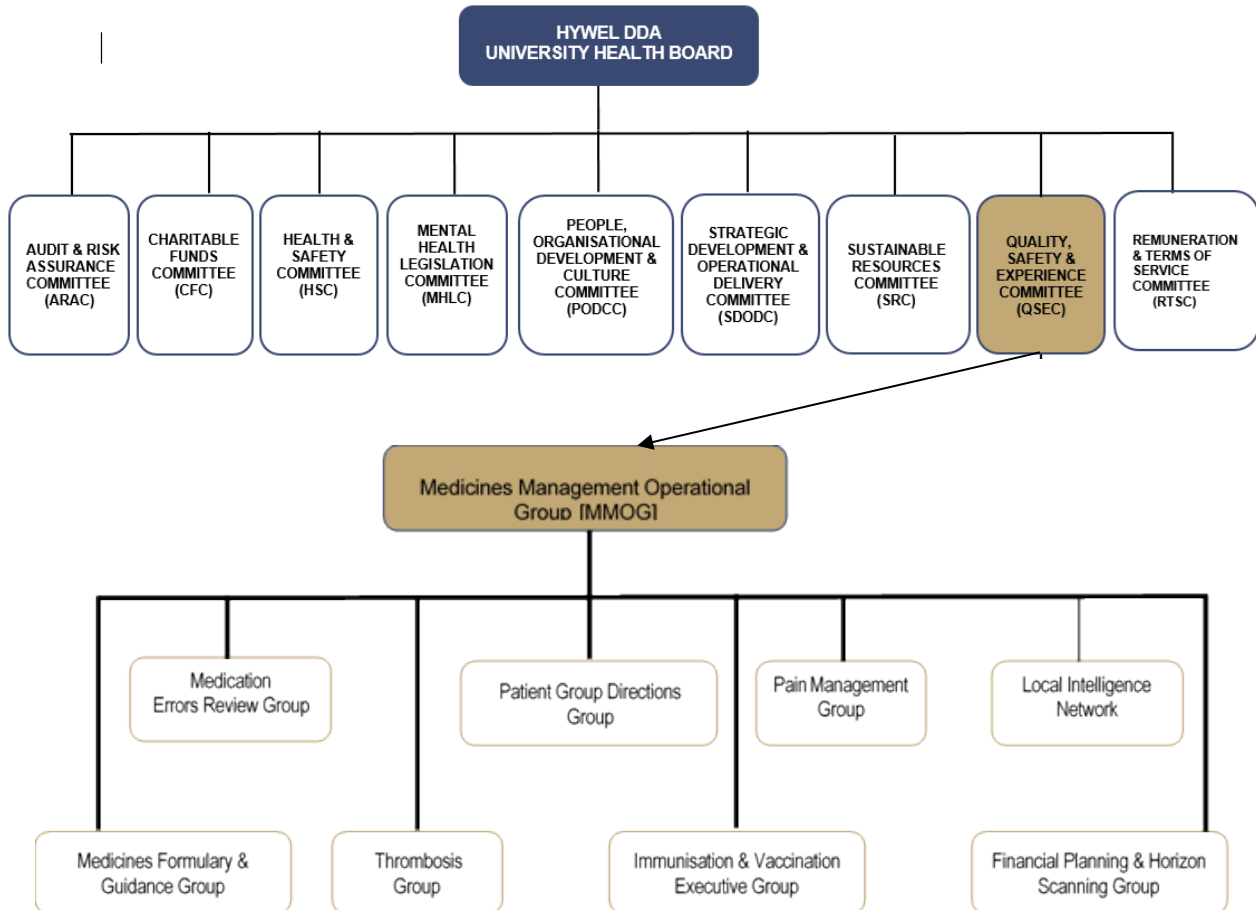 HYWEL DDA
UNIVERSITY HEALTH BOARD
AUDIT & RISK
ASSURANCE
COMMITTEE
(ARAC)
CHARITABLE
FUNDS
COMMITTEE
(CFC)
HEALTH &
SAFETY
COMMITTEE
(HSC)
MENTAL
HEALTH
LEGISLATION
COMMITTEE
(MHLC)
PEOPLE,
ORGANISATIONAL
DEVELOPMENT &
CULTURE
COMMITTEE
(PODCC)
STRATEGIC
DEVELOPMENT &
OPERATIONAL
DELIVERY
COMMITTEE
(SDODC)
SUSTAINABLE
RESOURCES
COMMITTEE
(SRC)
QUALITY,
SAFETY &
EXPERIENCE
COMMITTEE
(QSEC)
REMUNERATION
& TERMS OF
SERVICE
COMMITTEE
(RTSC)
Medicines Management Operational
Group [MMOG]
Medication
Errors Review Group
Patient Group Directions
Group
Pain Management
Group
Local Intelligence
Network
Medicines Formulary &
Guidance Group
Thrombosis
Group
Immunisation & Vaccination
Executive Group
Financial Planning & Horizon
Scanning Group